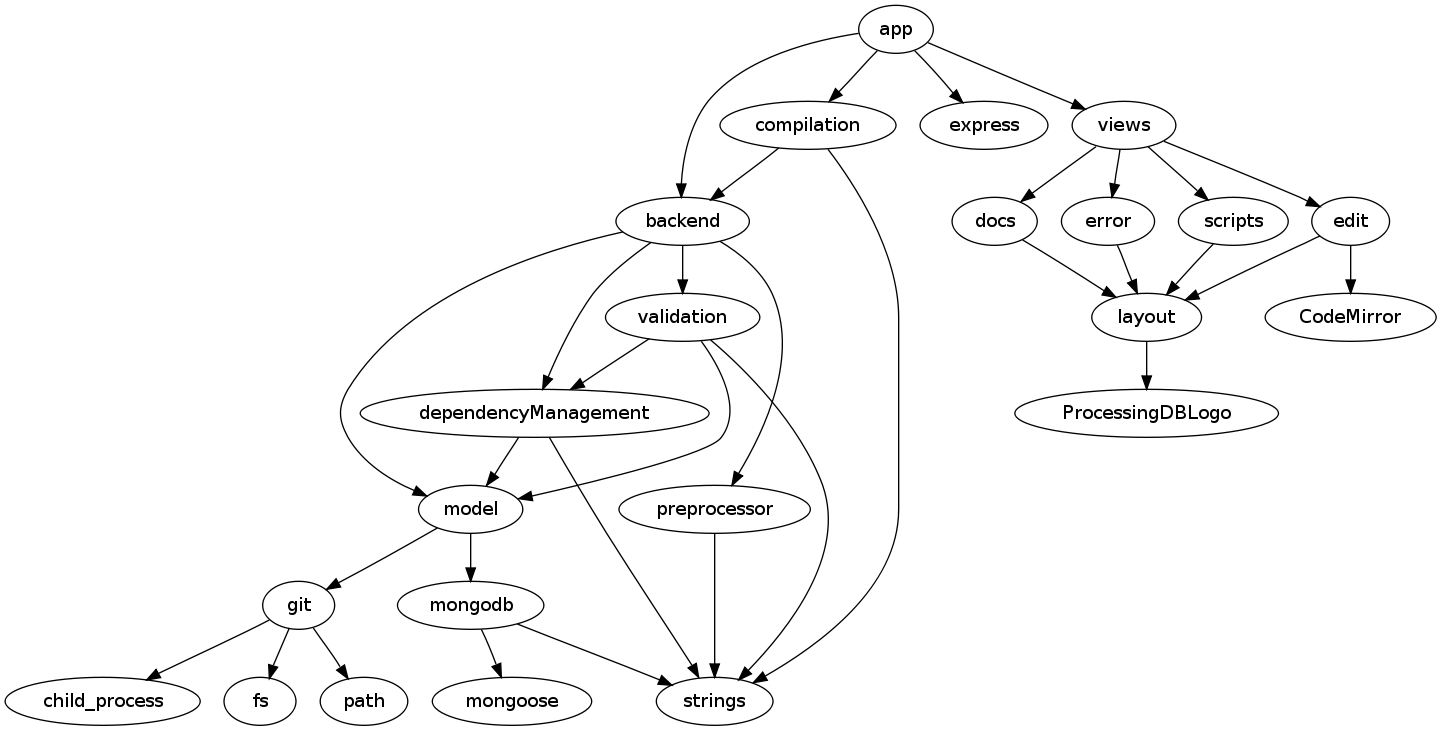 app
compilation
express
views
backend
docs
error
scripts
edit
validation
layout
CodeMirror
dependencyManagement
ProcessingDBLogo
model
preprocessor
git
mongodb
child_process
fs
path
mongoose
strings